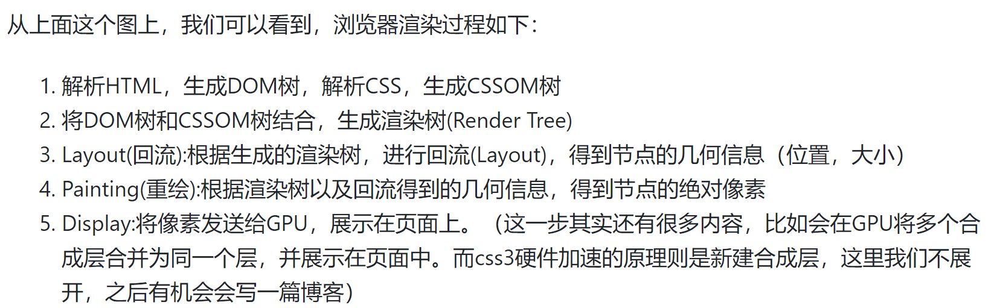 从上面这个图上，我们可以看到，浏览器渲染过程如下：
1. 解析HTML，生成DOM树，解析CSS，生成CSSOM树
2. 将DOM树和CSSOM树结合，生成渲染树(Render Tree)
3. Layout(回流):根据生成的渲染树，进行回流(Layout)，得到节点的几何信息（位置，大小）
4. Painting(重绘):根据渲染树以及回流得到的几何信息，得到节点的绝对像素
5. Display:将像素发送给GPU，展示在页面上。（这一步其实还有很多内容，比如会在GPU将多个合
成层合并为同一个层，并展示在页面中。而css3硬件加速的原理则是新建合成层，这里我们不展
开，之后有机会会写一篇博客）